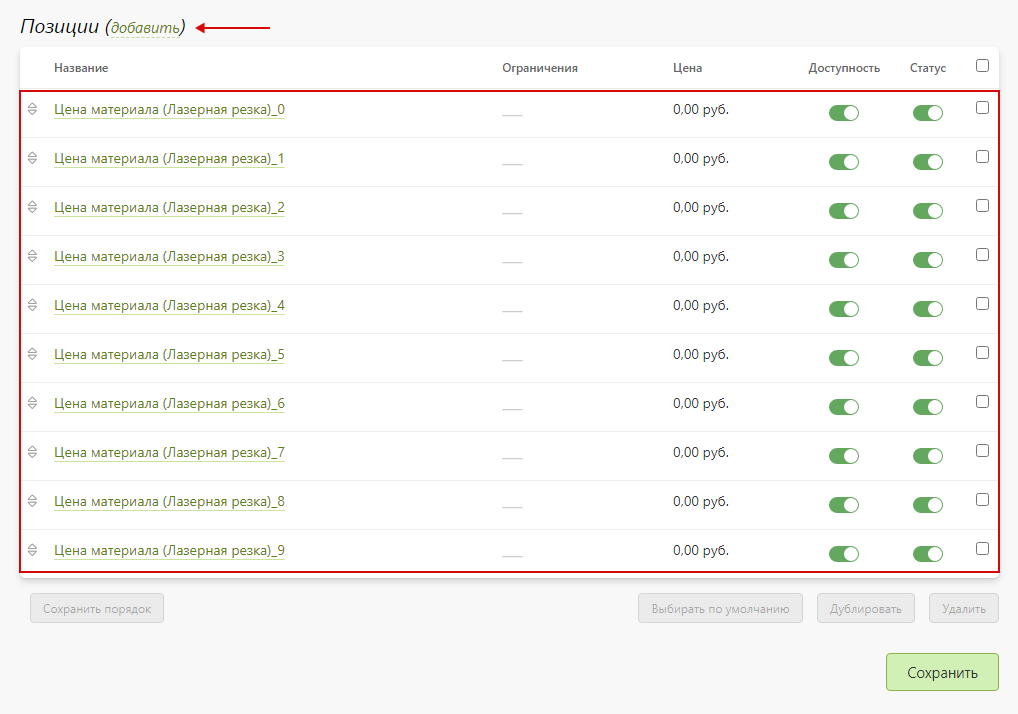 Позиции (добавить)
Название Ограничения Цена Доступность Статус
Цена материала (Лазерная резка)_0 0,00 руб.
Цена материала (Лазерная резка)_1 0,00 руб.
Цена материала (Лазерная резка)_2 0,00 руб.
Цена материала (Лазерная резка)_3 0,00 руб.
Цена материала (Лазерная резка)_4 0,00 руб.
Цена материала (Лазерная резка)_5 0,00 руб.
Цена материала (Лазерная резка)_6 0,00 руб.
Цена материала (Лазерная резка)_7 0,00 руб.
Цена материала (Лазерная резка)_8 0,00 руб.
Цена материала (Лазерная резка)_9 0,00 руб.
Сохранить порядок Выбирать по умолчанию Дублировать Удалить
Сохранить